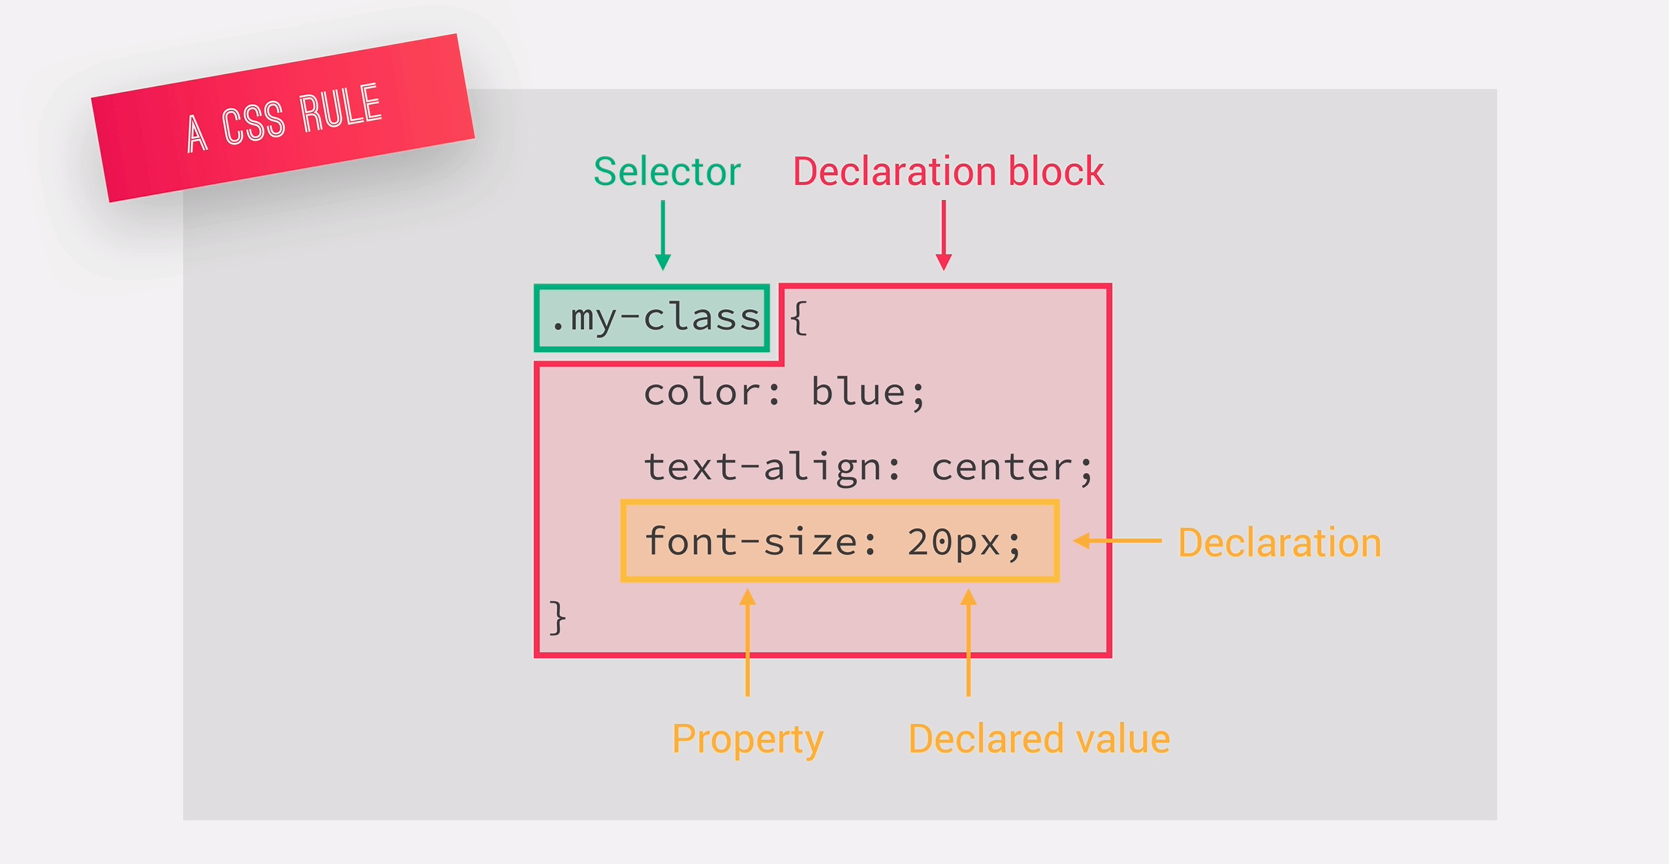 A CSS RULE
Selector
Declaration block
.my-class {
color: blue;
text-align: center;
font-size: 20px;
Declaration
}
Property
Declared value